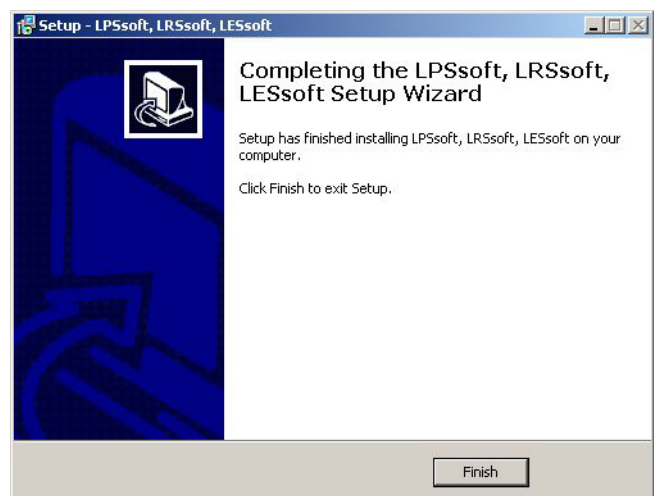 Setup - LPSsoft, LRSsoft, LESsoft
Completing the LPSsoft, LRSsoft,
LESsoft Setup Wizard
Setup has finished installing LPSsoft, LRSsoft, LESsoft on your
computer.
Click Finish to exit Setup.
Finish